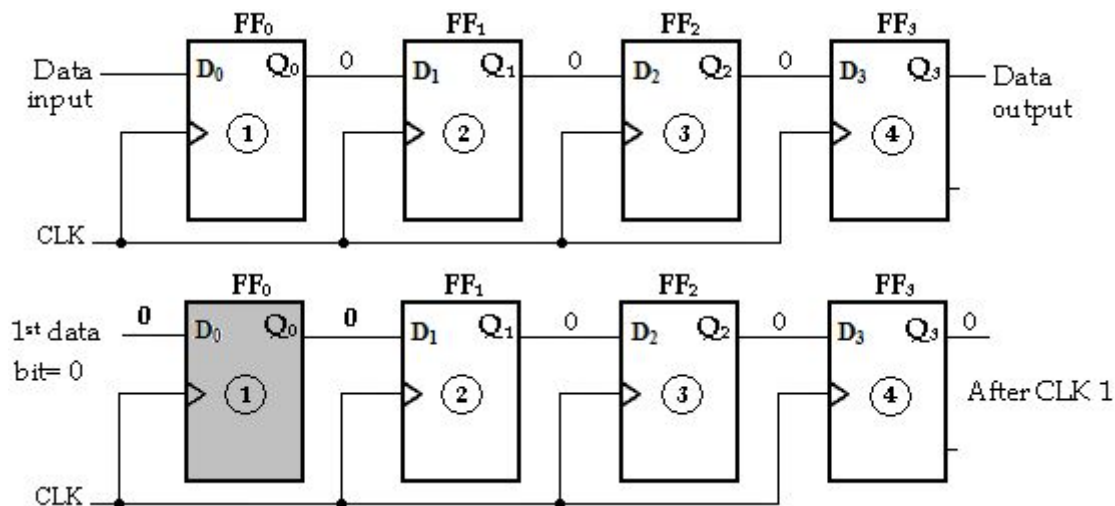 FF₀ FF₁ FF₂ FF₃
Data input D₀ Q₀ 0 D₁ Q₁ 0 D₂ Q₂ 0 D₃ Q₃ Data output
1 2 3 4
CLK
FF₀ FF₁ FF₂ FF₃
1st data bit= 0 0 D₀ Q₀ 0 D₁ Q₁ 0 D₂ Q₂ 0 D₃ Q₃ 0
1 2 3 4 After CLK 1
CLK